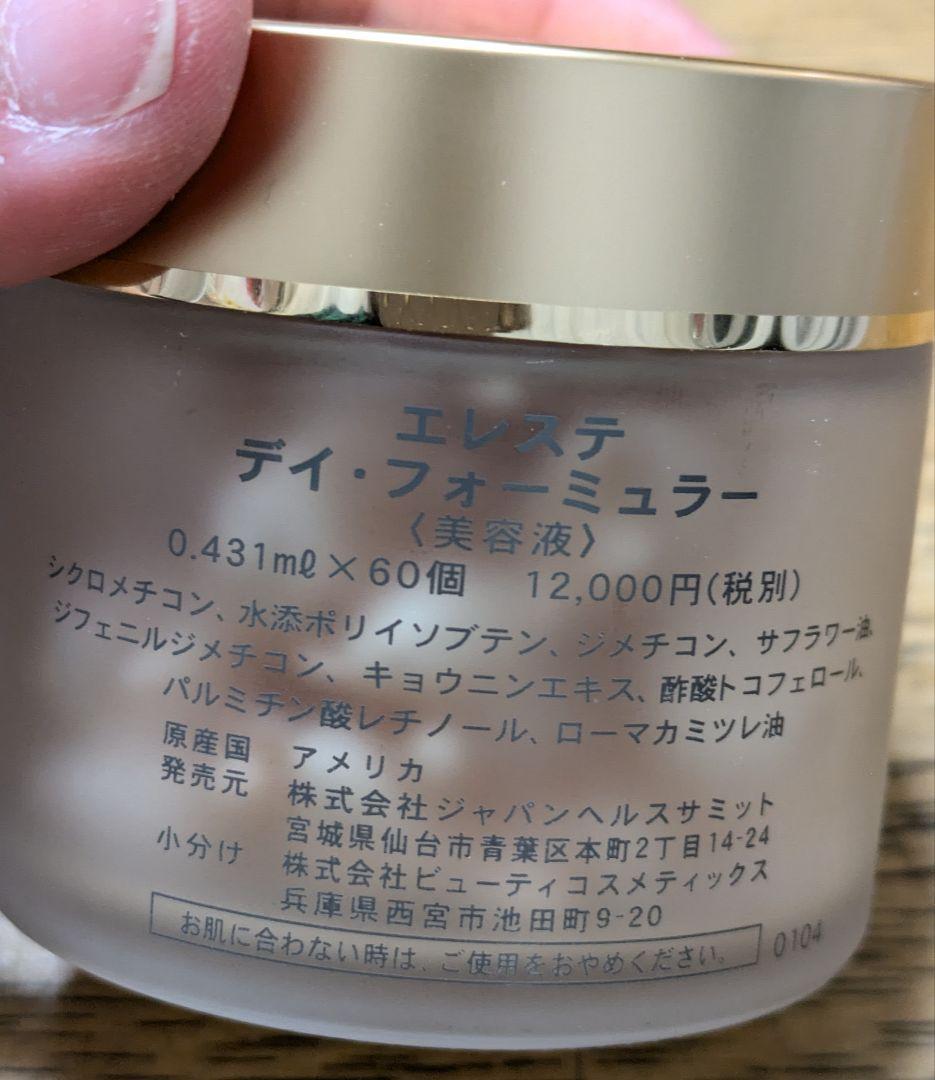 エレステ
デイ・フォーミュラー
〈美容液〉
0.431mℓ×60個 12,000円(税別)
シクロメチコン、水添ポリイソブテン、ジメチコン、サフラワー油、
ジフェニルジメチコン、キョウニンエキス、酢酸トコフェロール、
パルミチン酸レチノール、ローマカミツレ油
原産国 アメリカ
発売元 株式会社ジャパンヘルスサミット
宮城県仙台市青葉区本町2丁目14-24
小分け 株式会社ビューティコスメティックス
兵庫県西宮市池田町9-20
お肌に合わない時は、ご使用をおやめください。 0104